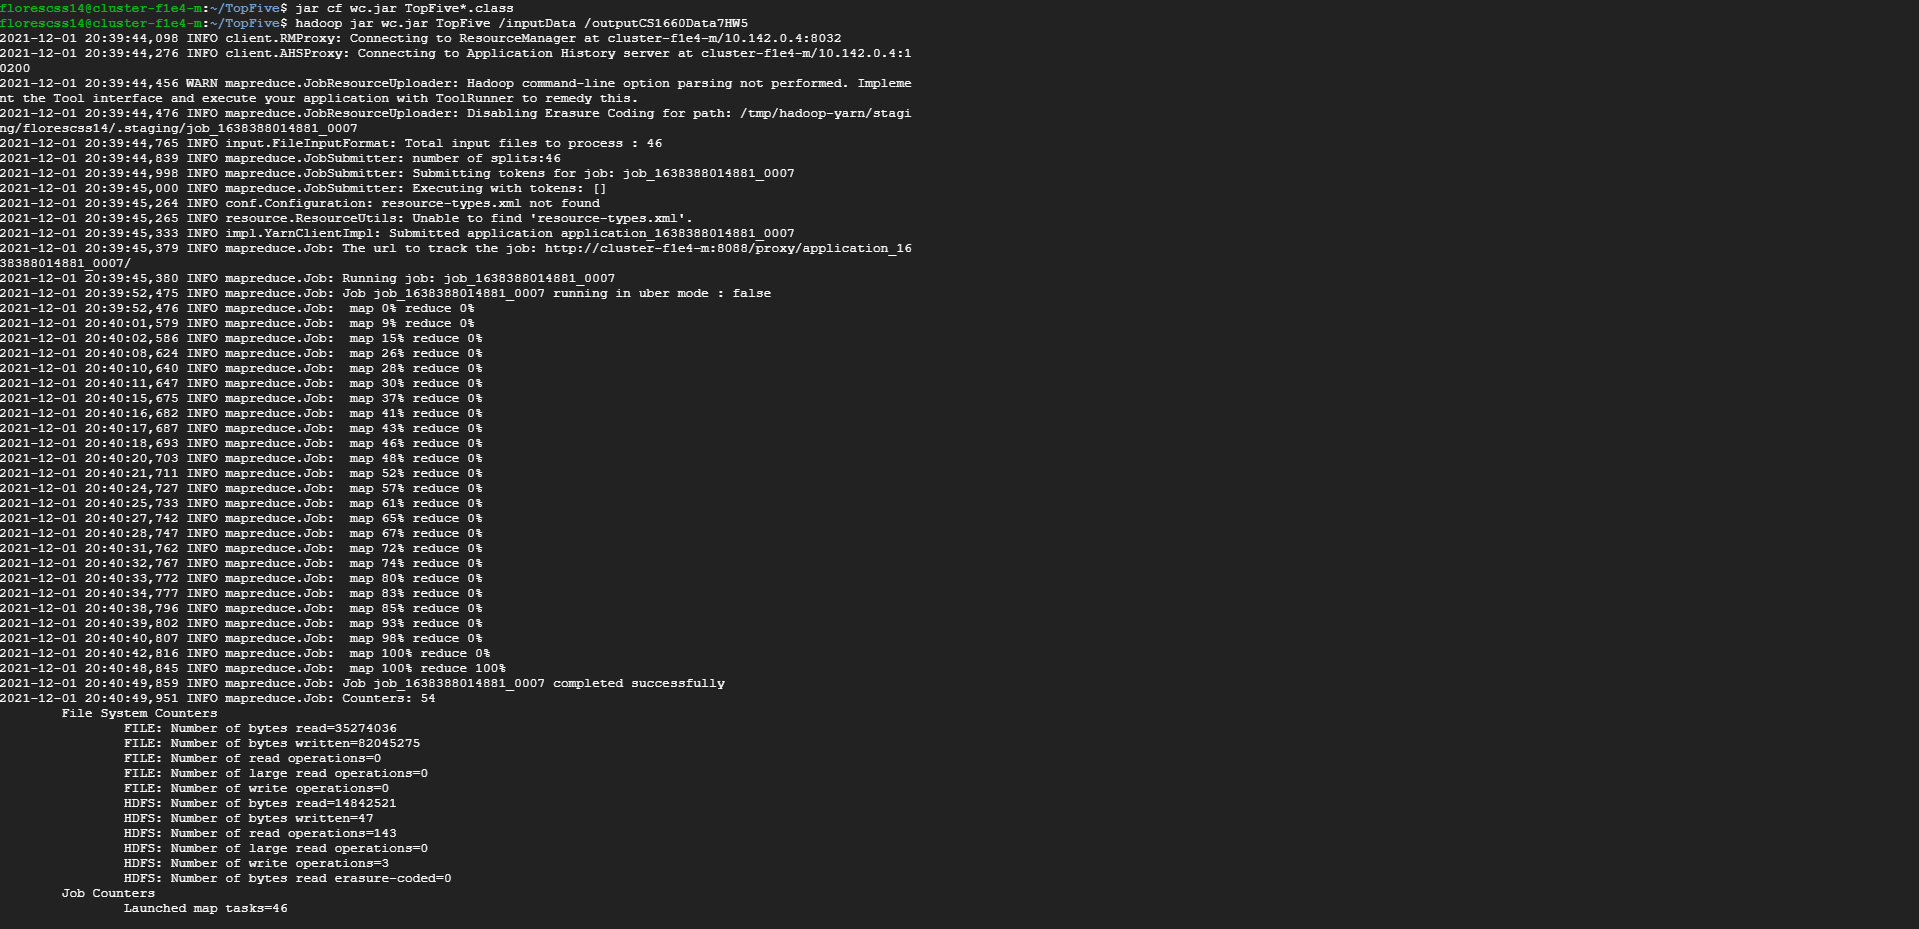 florescss14@cluster-f1e4-m:~/TopFive$ jar cf wc.jar TopFive*.class
florescss14@cluster-f1e4-m:~/TopFive$ hadoop jar wc.jar TopFive /inputData /outputCS1660Data7HW5
2021-12-01 20:39:44,098 INFO client.RMProxy: Connecting to ResourceManager at cluster-f1e4-m/10.142.0.4:8032
2021-12-01 20:39:44,276 INFO client.AHSProxy: Connecting to Application History server at cluster-f1e4-m/10.142.0.4:1
0200
2021-12-01 20:39:44,456 WARN mapreduce.JobResourceUploader: Hadoop command-line option parsing not performed. Impleme
nt the Tool interface and execute your application with ToolRunner to remedy this.
2021-12-01 20:39:44,476 INFO mapreduce.JobResourceUploader: Disabling Erasure Coding for path: /tmp/hadoop-yarn/stagi
ng/florescss14/.staging/job_1638388014881_0007
2021-12-01 20:39:44,765 INFO input.FileInputFormat: Total input files to process : 46
2021-12-01 20:39:44,839 INFO mapreduce.JobSubmitter: number of splits:46
2021-12-01 20:39:44,998 INFO mapreduce.JobSubmitter: Submitting tokens for job: job_1638388014881_0007
2021-12-01 20:39:45,000 INFO mapreduce.JobSubmitter: Executing with tokens: []
2021-12-01 20:39:45,264 INFO conf.Configuration: resource-types.xml not found
2021-12-01 20:39:45,265 INFO resource.ResourceUtils: Unable to find 'resource-types.xml'.
2021-12-01 20:39:45,333 INFO impl.YarnClientImpl: Submitted application application_1638388014881_0007
2021-12-01 20:39:45,379 INFO mapreduce.Job: The url to track the job: http://cluster-f1e4-m:8088/proxy/application_16
38388014881_0007/
2021-12-01 20:39:45,380 INFO mapreduce.Job: Running job: job_1638388014881_0007
2021-12-01 20:39:52,475 INFO mapreduce.Job: Job job_1638388014881_0007 running in uber mode : false
2021-12-01 20:39:52,476 INFO mapreduce.Job:  map 0% reduce 0%
2021-12-01 20:40:01,579 INFO mapreduce.Job:  map 9% reduce 0%
2021-12-01 20:40:02,586 INFO mapreduce.Job:  map 15% reduce 0%
2021-12-01 20:40:08,624 INFO mapreduce.Job:  map 26% reduce 0%
2021-12-01 20:40:10,640 INFO mapreduce.Job:  map 28% reduce 0%
2021-12-01 20:40:11,647 INFO mapreduce.Job:  map 30% reduce 0%
2021-12-01 20:40:15,675 INFO mapreduce.Job:  map 37% reduce 0%
2021-12-01 20:40:16,682 INFO mapreduce.Job:  map 41% reduce 0%
2021-12-01 20:40:17,687 INFO mapreduce.Job:  map 43% reduce 0%
2021-12-01 20:40:18,693 INFO mapreduce.Job:  map 46% reduce 0%
2021-12-01 20:40:20,703 INFO mapreduce.Job:  map 48% reduce 0%
2021-12-01 20:40:21,711 INFO mapreduce.Job:  map 52% reduce 0%
2021-12-01 20:40:24,727 INFO mapreduce.Job:  map 57% reduce 0%
2021-12-01 20:40:25,733 INFO mapreduce.Job:  map 61% reduce 0%
2021-12-01 20:40:27,742 INFO mapreduce.Job:  map 65% reduce 0%
2021-12-01 20:40:28,747 INFO mapreduce.Job:  map 67% reduce 0%
2021-12-01 20:40:31,762 INFO mapreduce.Job:  map 72% reduce 0%
2021-12-01 20:40:32,767 INFO mapreduce.Job:  map 74% reduce 0%
2021-12-01 20:40:33,772 INFO mapreduce.Job:  map 80% reduce 0%
2021-12-01 20:40:34,777 INFO mapreduce.Job:  map 83% reduce 0%
2021-12-01 20:40:38,796 INFO mapreduce.Job:  map 85% reduce 0%
2021-12-01 20:40:39,802 INFO mapreduce.Job:  map 93% reduce 0%
2021-12-01 20:40:40,807 INFO mapreduce.Job:  map 98% reduce 0%
2021-12-01 20:40:42,816 INFO mapreduce.Job:  map 100% reduce 0%
2021-12-01 20:40:48,845 INFO mapreduce.Job:  map 100% reduce 100%
2021-12-01 20:40:49,859 INFO mapreduce.Job: Job job_1638388014881_0007 completed successfully
2021-12-01 20:40:49,951 INFO mapreduce.Job: Counters: 54
File System Counters
FILE: Number of bytes read=35274036
FILE: Number of bytes written=82045275
FILE: Number of read operations=0
FILE: Number of large read operations=0
FILE: Number of write operations=0
HDFS: Number of bytes read=14842521
HDFS: Number of bytes written=47
HDFS: Number of read operations=143
HDFS: Number of large read operations=0
HDFS: Number of write operations=3
HDFS: Number of bytes read erasure-coded=0
Job Counters
Launched map tasks=46